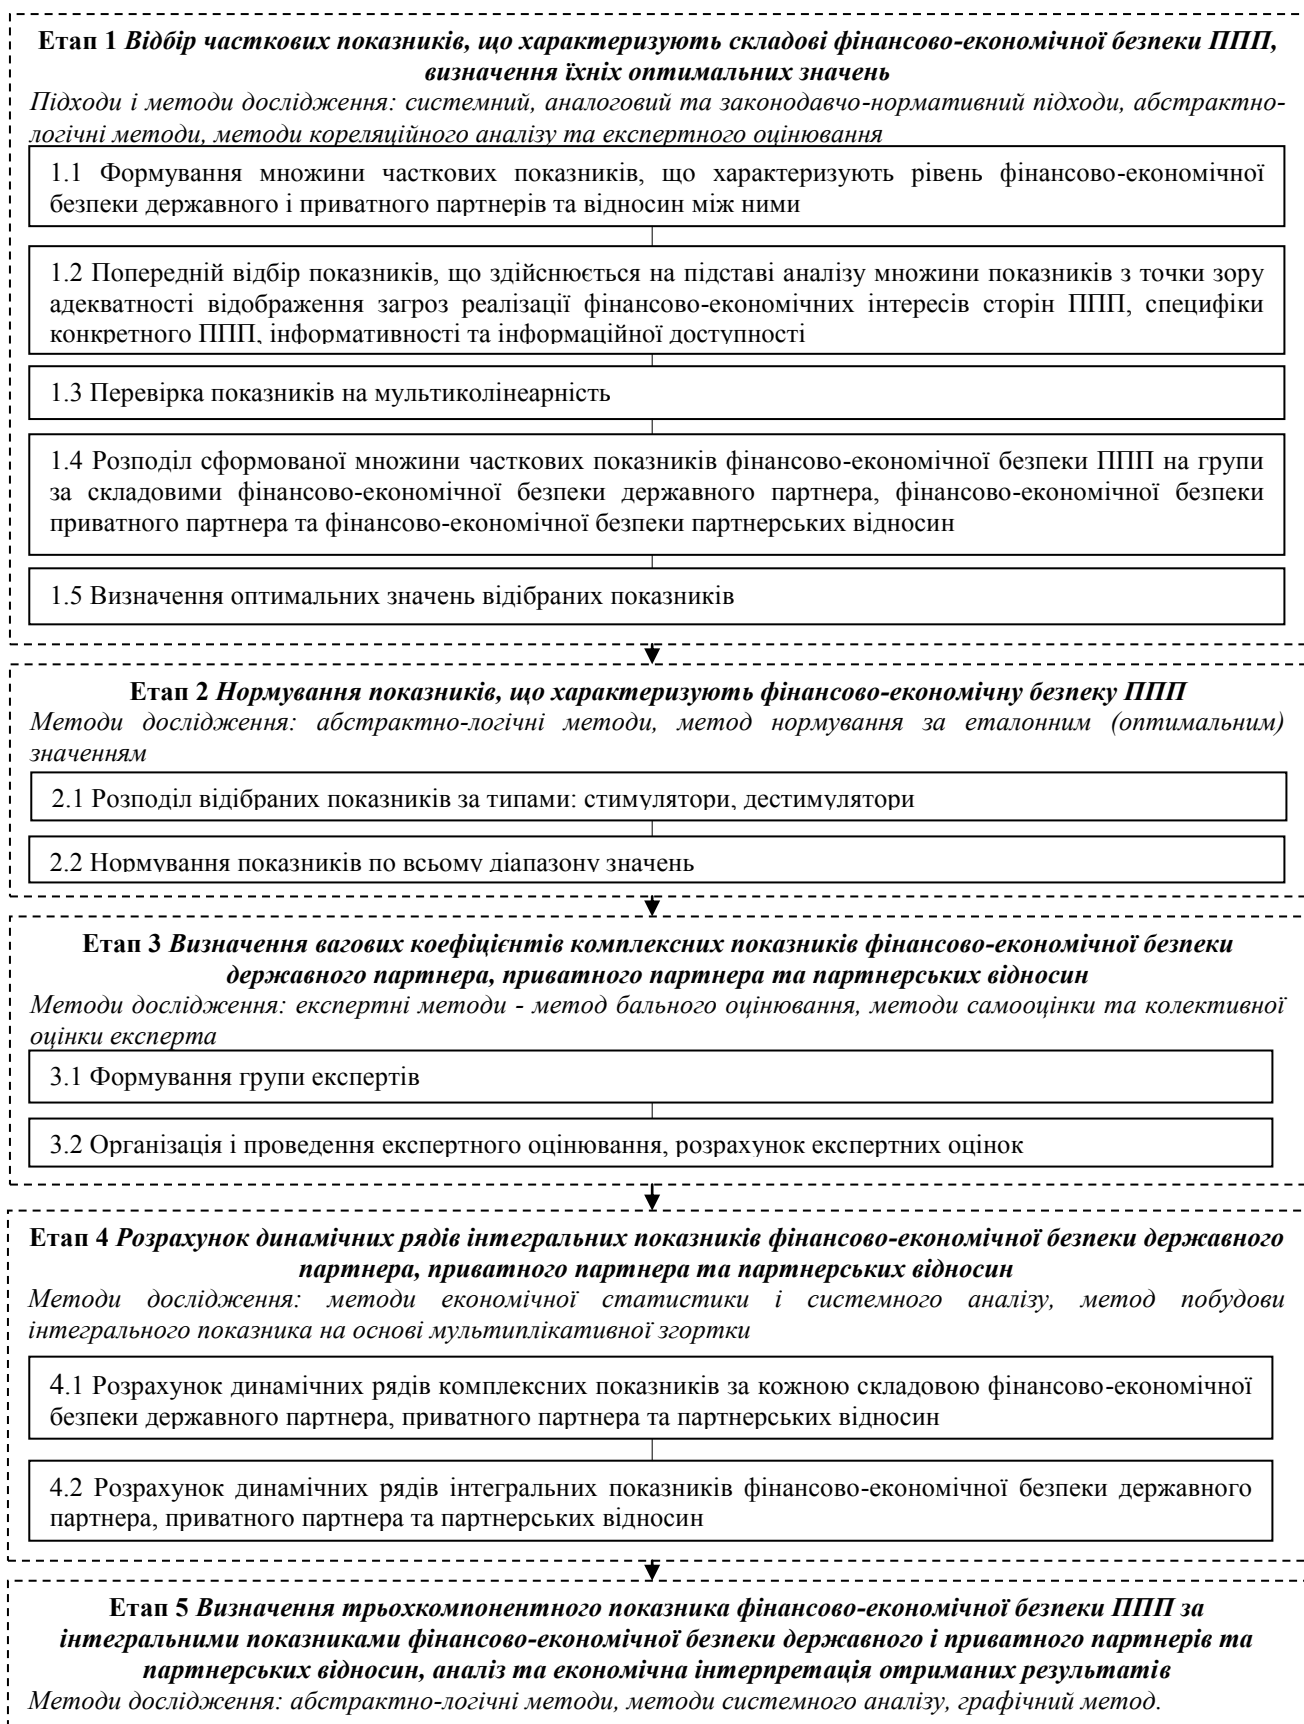 Етап 1 Відбір часткових показників, що характеризують складові фінансово-економічної безпеки ППП,
визначення їхніх оптимальних значень
Підходи і методи дослідження: системний, аналоговий та законодавчо-нормативний підходи, абстрактно-
логічні методи, методи кореляційного аналізу та експертного оцінювання
1.1 Формування множини часткових показників, що характеризують рівень фінансово-економічної
безпеки державного і приватного партнерів та відносин між ними
1.2 Попередній відбір показників, що здійснюється на підставі аналізу множини показників з точки зору
адекватності відображення загроз реалізації фінансово-економічних інтересів сторін ППП, специфіки
конкретного ППП, інформативності та інформаційної доступності
1.3 Перевірка показників на мультиколінеарність
1.4 Розподіл сформованої множини часткових показників фінансово-економічної безпеки ППП на групи
за складовими фінансово-економічної безпеки державного партнера, фінансово-економічної безпеки
приватного партнера та фінансово-економічної безпеки партнерських відносин
1.5 Визначення оптимальних значень відібраних показників
Етап 2 Нормування показників, що характеризують фінансово-економічну безпеку ППП
Методи дослідження: абстрактно-логічні методи, метод нормування за еталонним (оптимальним)
значенням
2.1 Розподіл відібраних показників за типами: стимулятори, дестимулятори
2.2 Нормування показників по всьому діапазону значень
Етап 3 Визначення вагових коефіцієнтів комплексних показників фінансово-економічної безпеки
державного партнера, приватного партнера та партнерських відносин
Методи дослідження: експертні методи - метод бального оцінювання, методи самооцінки та колективної
оцінки експерта
3.1 Формування групи експертів
3.2 Організація і проведення експертного оцінювання, розрахунок експертних оцінок
Етап 4 Розрахунок динамічних рядів інтегральних показників фінансово-економічної безпеки державного
партнера, приватного партнера та партнерських відносин
Методи дослідження: методи економічної статистики і системного аналізу, метод побудови
інтегрального показника на основі мультиплікативної згортки
4.1 Розрахунок динамічних рядів комплексних показників за кожною складовою фінансово-економічної
безпеки державного партнера, приватного партнера та партнерських відносин
4.2 Розрахунок динамічних рядів інтегральних показників фінансово-економічної безпеки державного
партнера, приватного партнера та партнерських відносин
Етап 5 Визначення трьохкомпонентного показника фінансово-економічної безпеки ППП за
інтегральними показниками фінансово-економічної безпеки державного і приватного партнерів та
партнерських відносин, аналіз та економічна інтерпретація отриманих результатів
Методи дослідження: абстрактно-логічні методи, методи системного аналізу, графічний метод.